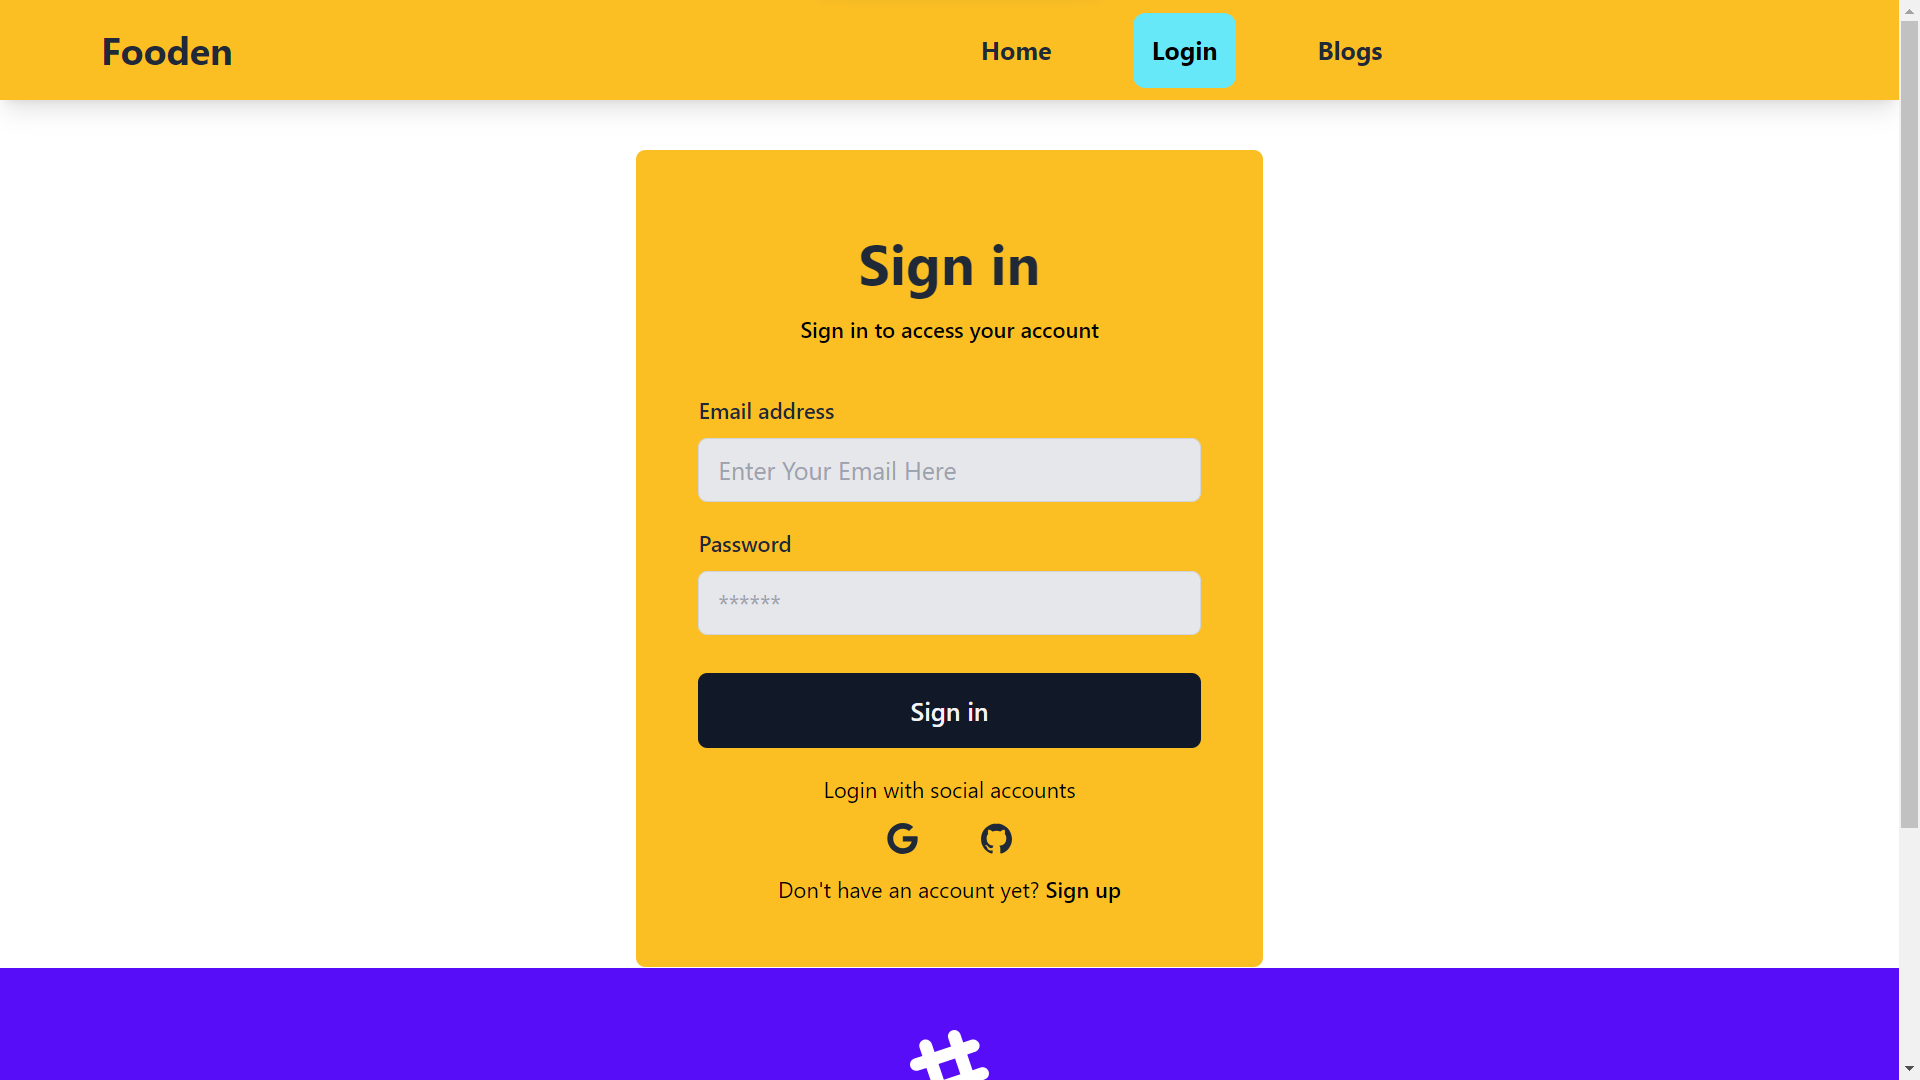 Fooden
Home
Login
Blogs
Sign in
Sign in to access your account
Email address
Enter Your Email Here
Password
******
Sign in
Login with social accounts
Don't have an account yet? Sign up